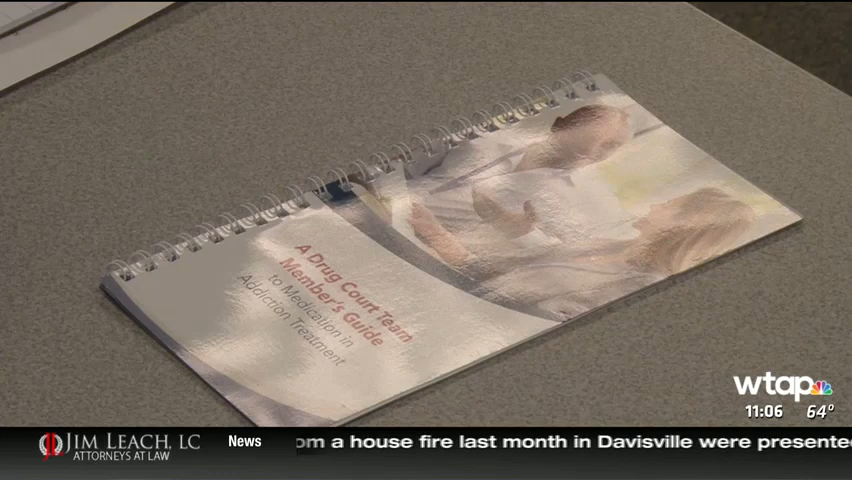 A Drug Court Team
Member's Guide
to Medication in
Addiction Treatment
wtap
11:06 64°
JIM LEACH, LC
ATTORNEYS AT LAW
News
om a house fire last month in Davisville were presente